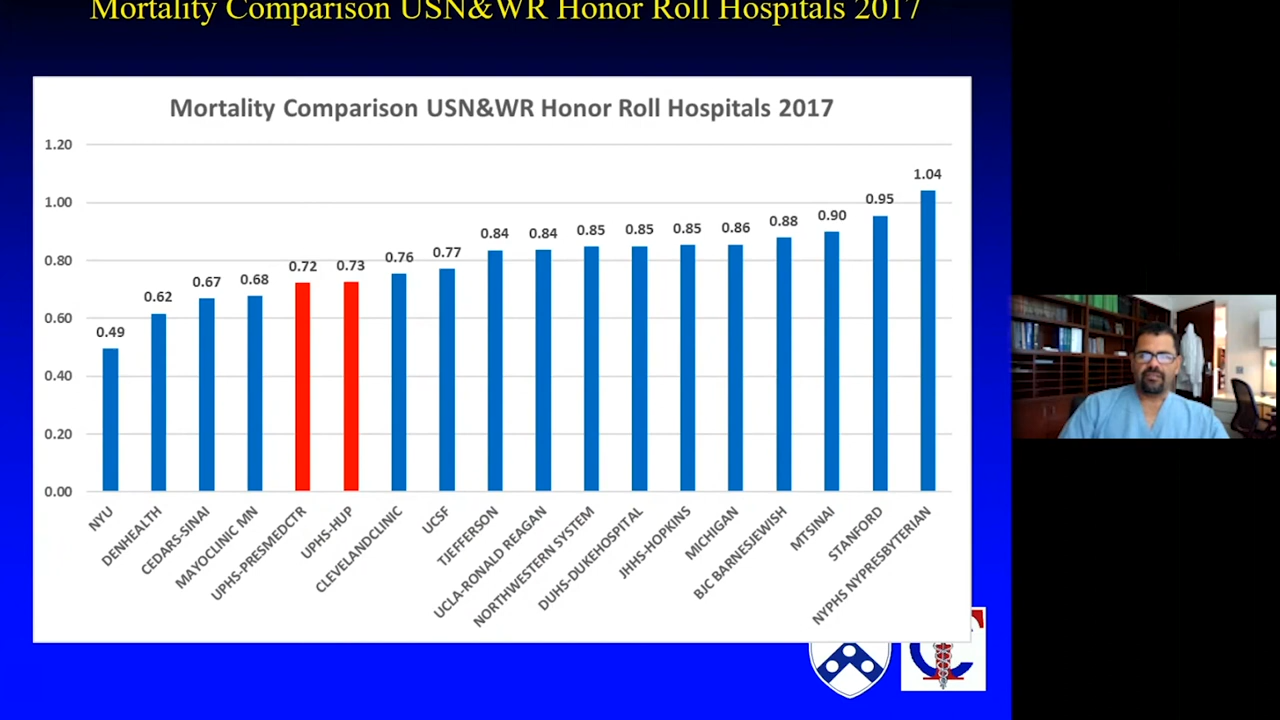 Mortality Comparison USN&WR Honor Roll Hospitals 2017
Mortality Comparison USN&WR Honor Roll Hospitals 2017
1.20
1.00
0.80
0.60
0.40
0.20
0.00
0.49
0.62
0.67
0.68
0.72
0.73
0.76
0.77
0.84
0.84
0.85
0.85
0.85
0.86
0.88
0.90
0.95
1.04
NYU
DENHEALTH
CEDARS-SINAI
MAYOCLINIC MN
UPHS-PRESMEDCTR
UPHS-HUP
CLEVELANDCLINIC
UCSF
TJEFFERSON
UCLA-RONALD REAGAN
NORTHWESTERN SYSTEM
DUHS-DUKEHOSPITAL
JHHS-HOPKINS
MICHIGAN
BJC BARNESJEWISH
MTSINAI
STANFORD
NYPHS NYPRESBYTERIAN